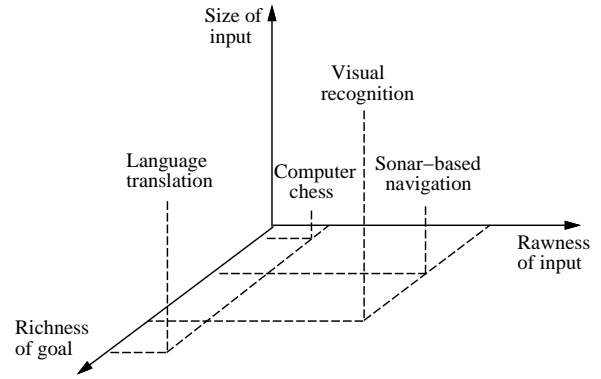 Size of
input
Visual
recognition
Language
translation
Computer
chess
Sonar–based
navigation
Rawness
of input
Richness
of goal